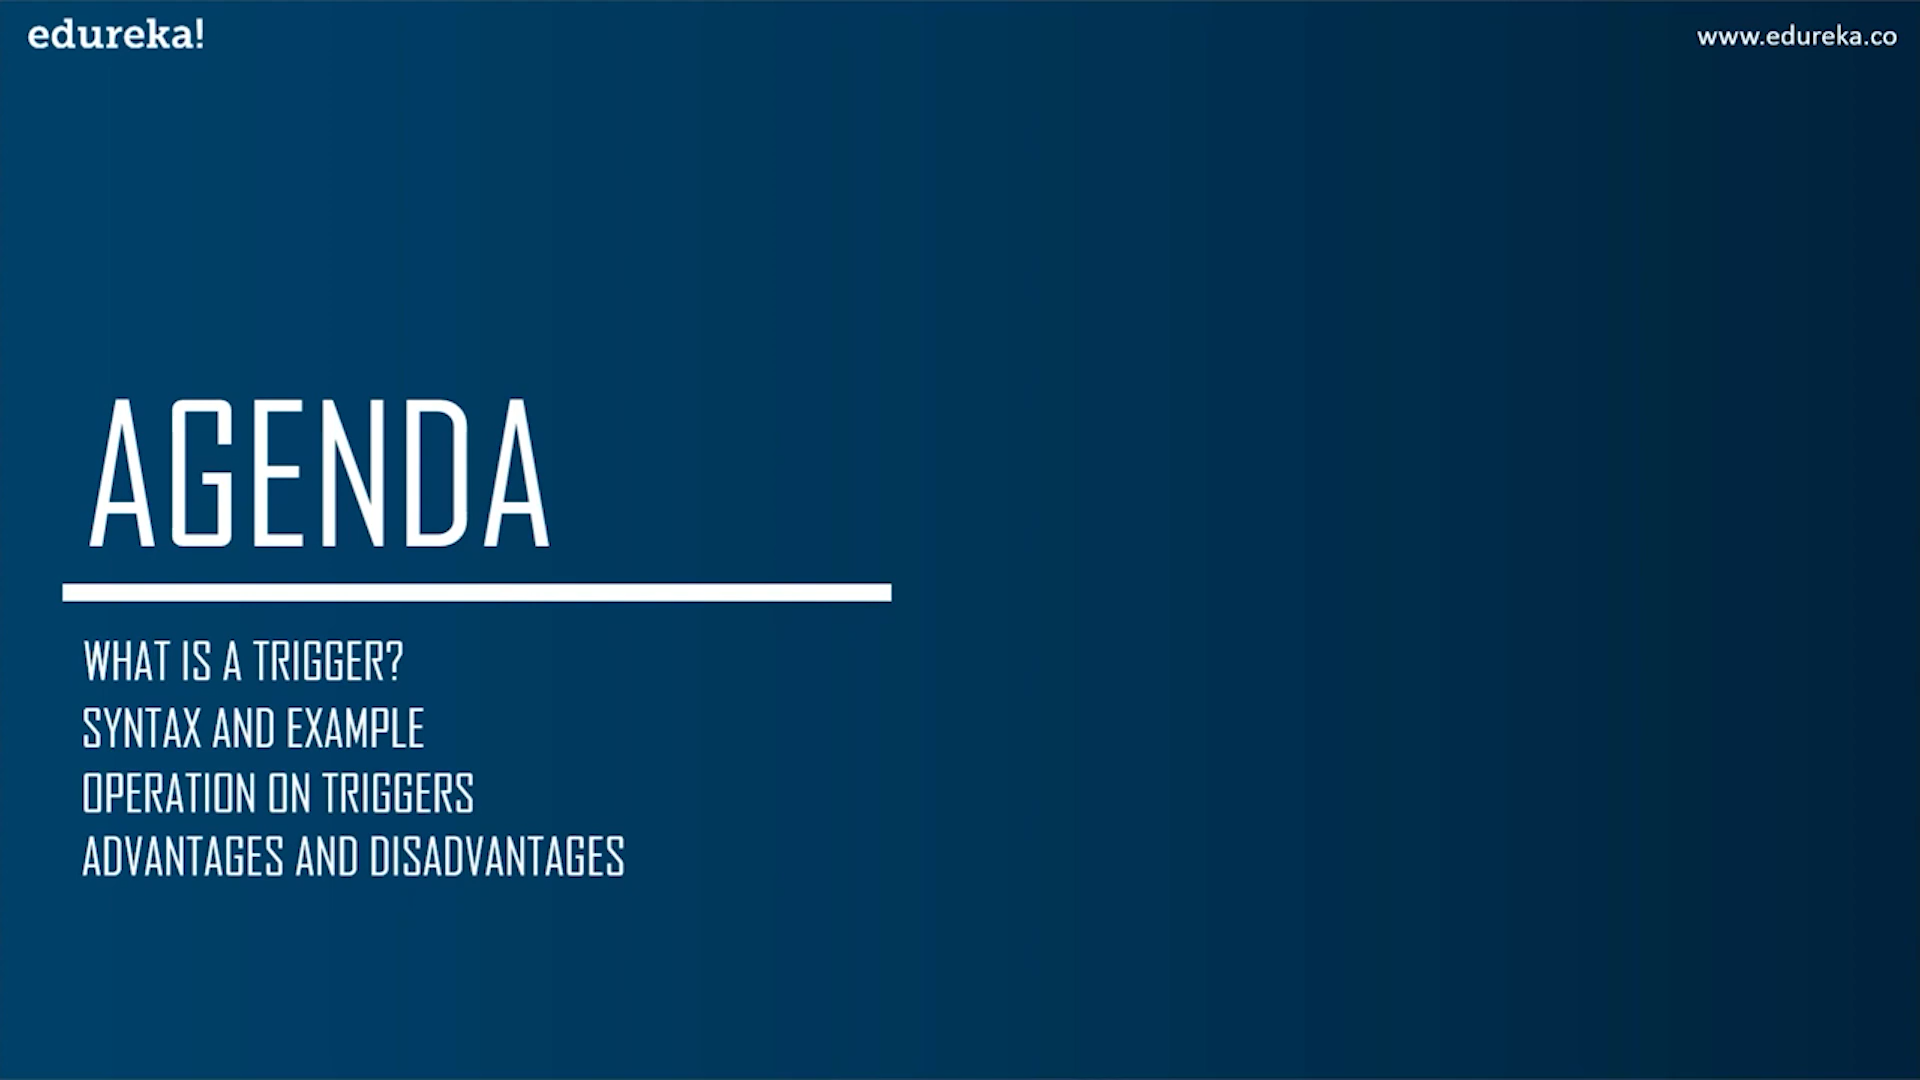 edureka!
www.edureka.co
AGENDA
WHAT IS A TRIGGER?
SYNTAX AND EXAMPLE
OPERATION ON TRIGGERS
ADVANTAGES AND DISADVANTAGES